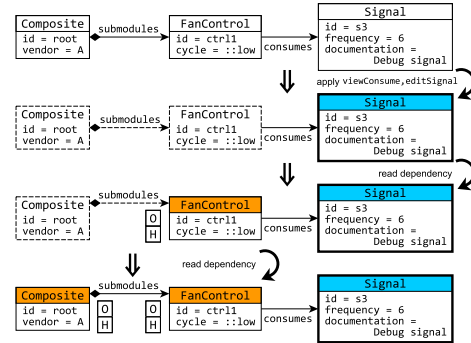 Composite submodules FanControl Signal
id = root id = ctrl1 id = s3
vendor = A cycle = ::low frequency = 6
consumes documentation =
Debug signal
apply viewConsume,editSignal
Composite submodules FanControl Signal
id = root id = ctrl1 id = s3
vendor = A cycle = ::low frequency = 6
consumes documentation =
Debug signal
read dependency
Composite submodules FanControl Signal
id = root O id = ctrl1 id = s3
vendor = A H cycle = ::low frequency = 6
consumes documentation =
Debug signal
read dependency
Composite submodules FanControl Signal
id = root O O id = ctrl1 id = s3
vendor = A H H cycle = ::low frequency = 6
consumes documentation =
Debug signal